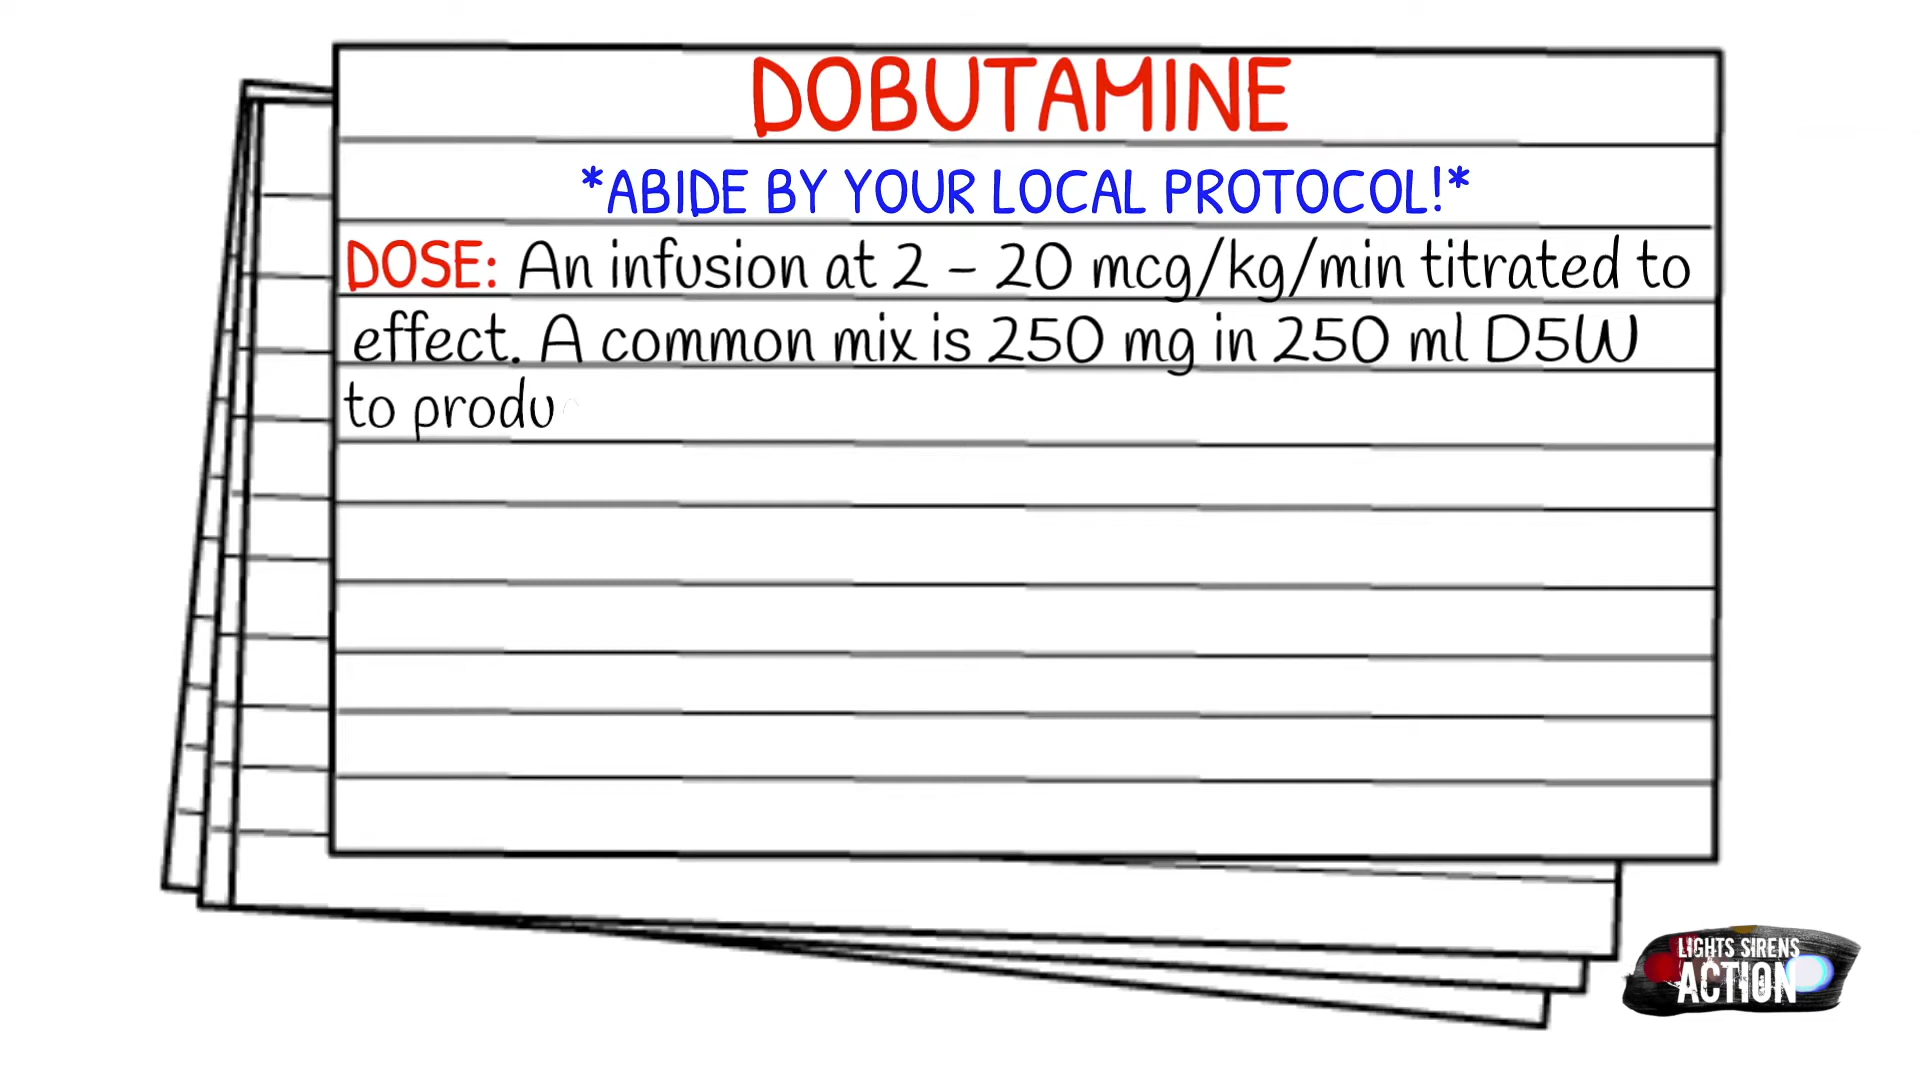 DOBUTAMINE
*ABIDE BY YOUR LOCAL PROTOCOL!*
DOSE: An infusion at 2 – 20 mcg/kg/min titrated to
effect. A common mix is 250 mg in 250 ml D5W
to produ
LIGHTS SIRENS
ACTION